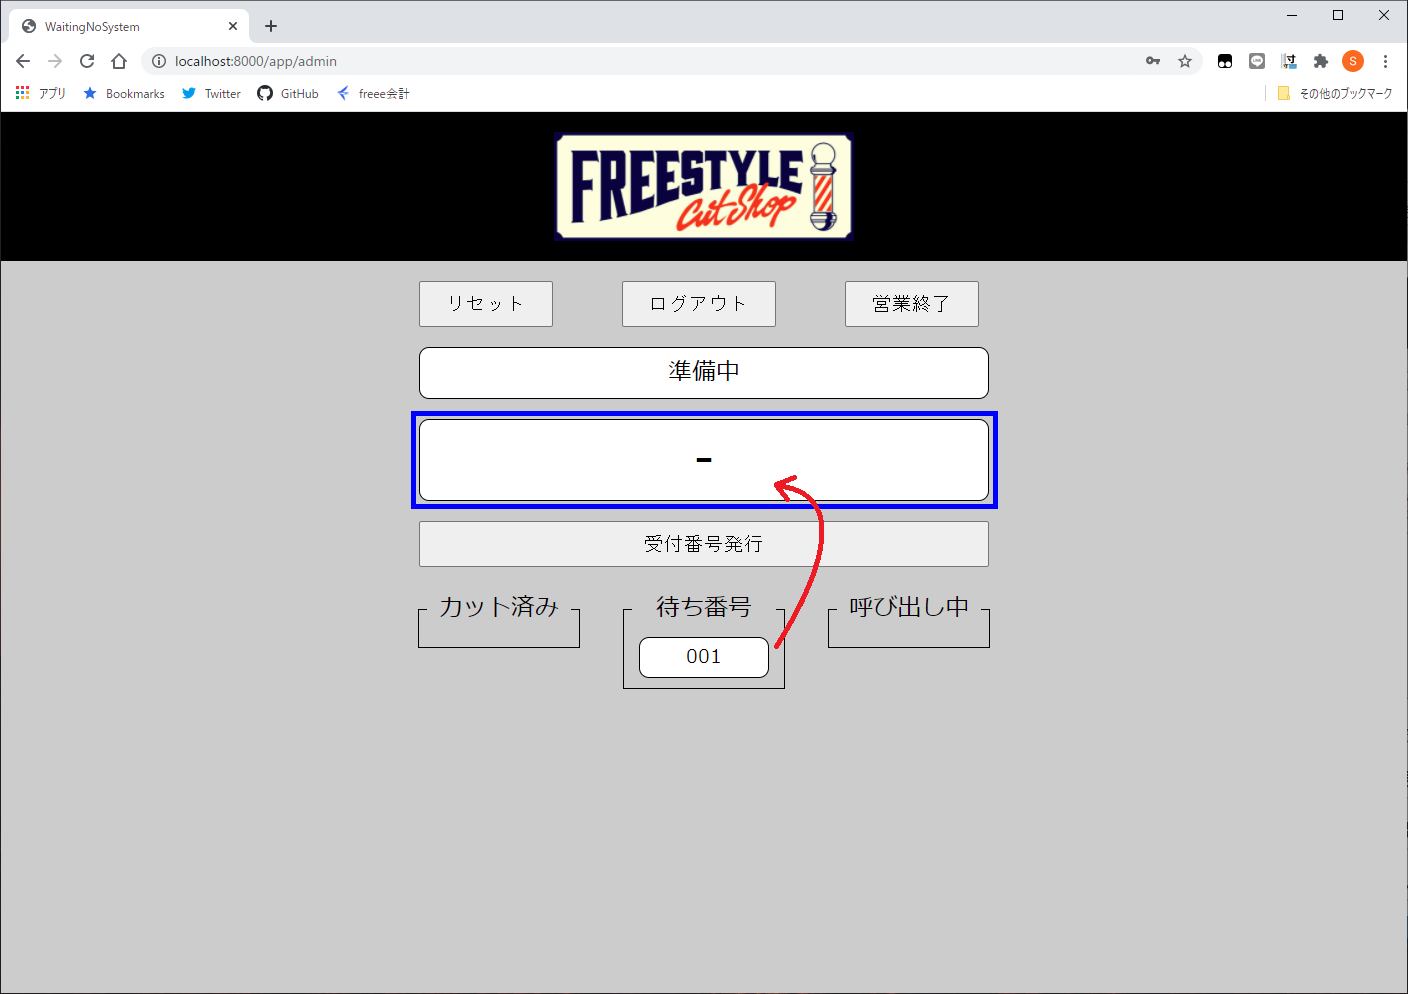 WaitingNoSystem
localhost:8000/app/admin
アプリ Bookmarks Twitter GitHub freee会計 その他のブックマーク
S
FREESTYLE
Cut Shop
リセット ログアウト 営業終了
準備中
-
受付番号発行
カット済み 待ち番号 呼び出し中
001